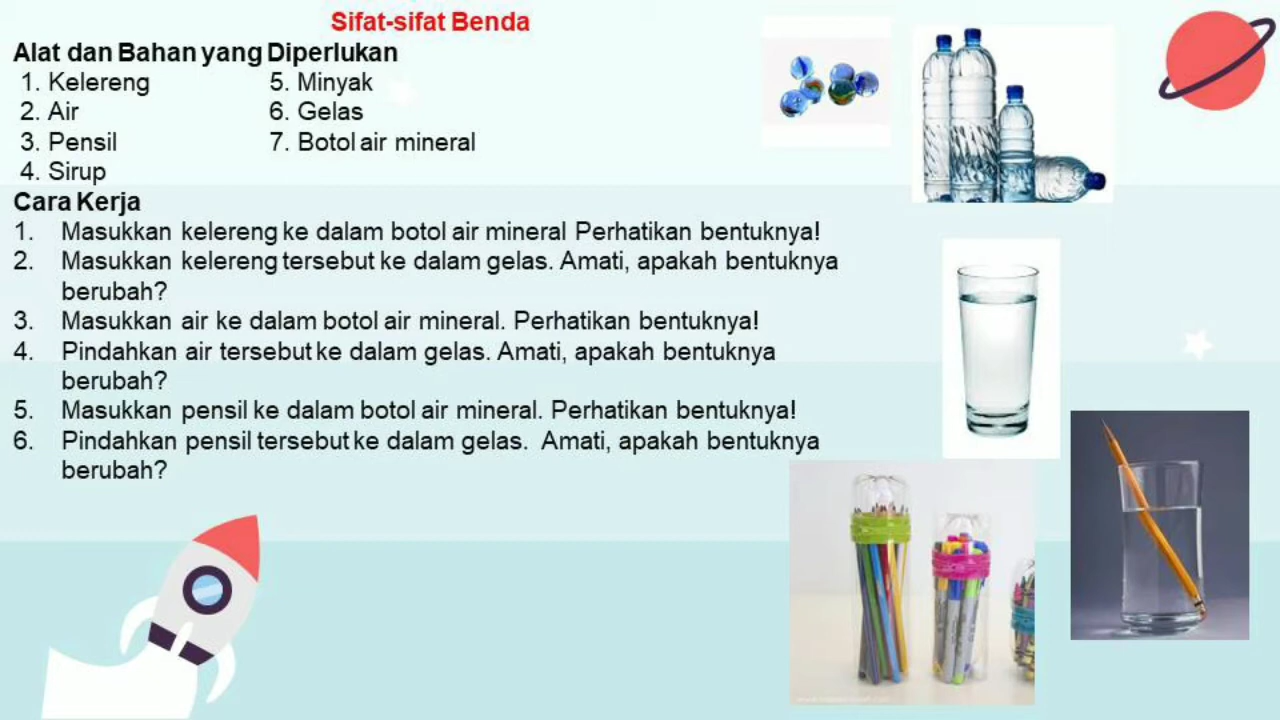 Sifat-sifat Benda
Alat dan Bahan yang Diperlukan
1. Kelereng
2. Air
3. Pensil
4. Sirup
5. Minyak
6. Gelas
7. Botol air mineral
Cara Kerja
1. Masukkan kelereng ke dalam botol air mineral Perhatikan bentuknya!
2. Masukkan kelereng tersebut ke dalam gelas. Amati, apakah bentuknya
berubah?
3. Masukkan air ke dalam botol air mineral. Perhatikan bentuknya!
4. Pindahkan air tersebut ke dalam gelas. Amati, apakah bentuknya
berubah?
5. Masukkan pensil ke dalam botol air mineral. Perhatikan bentuknya!
6. Pindahkan pensil tersebut ke dalam gelas. Amati, apakah bentuknya
berubah?